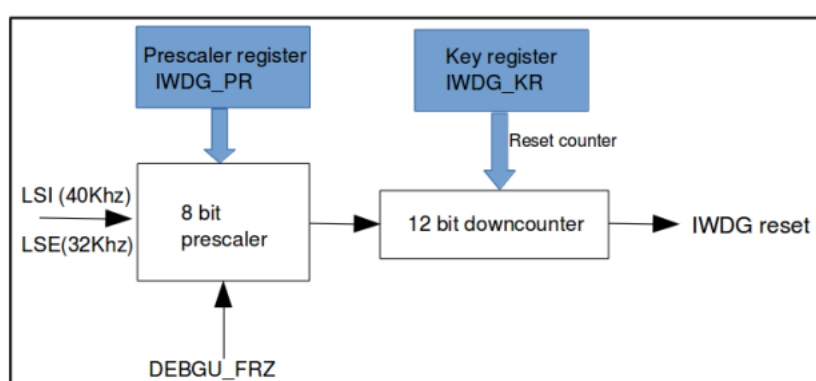 Prescaler register
IWDG_PR
Key register
IWDG_KR
Reset counter
LSI (40Khz)
LSE(32Khz)
8 bit
prescaler
12 bit downcounter
IWDG reset
DEBGU_FRZ